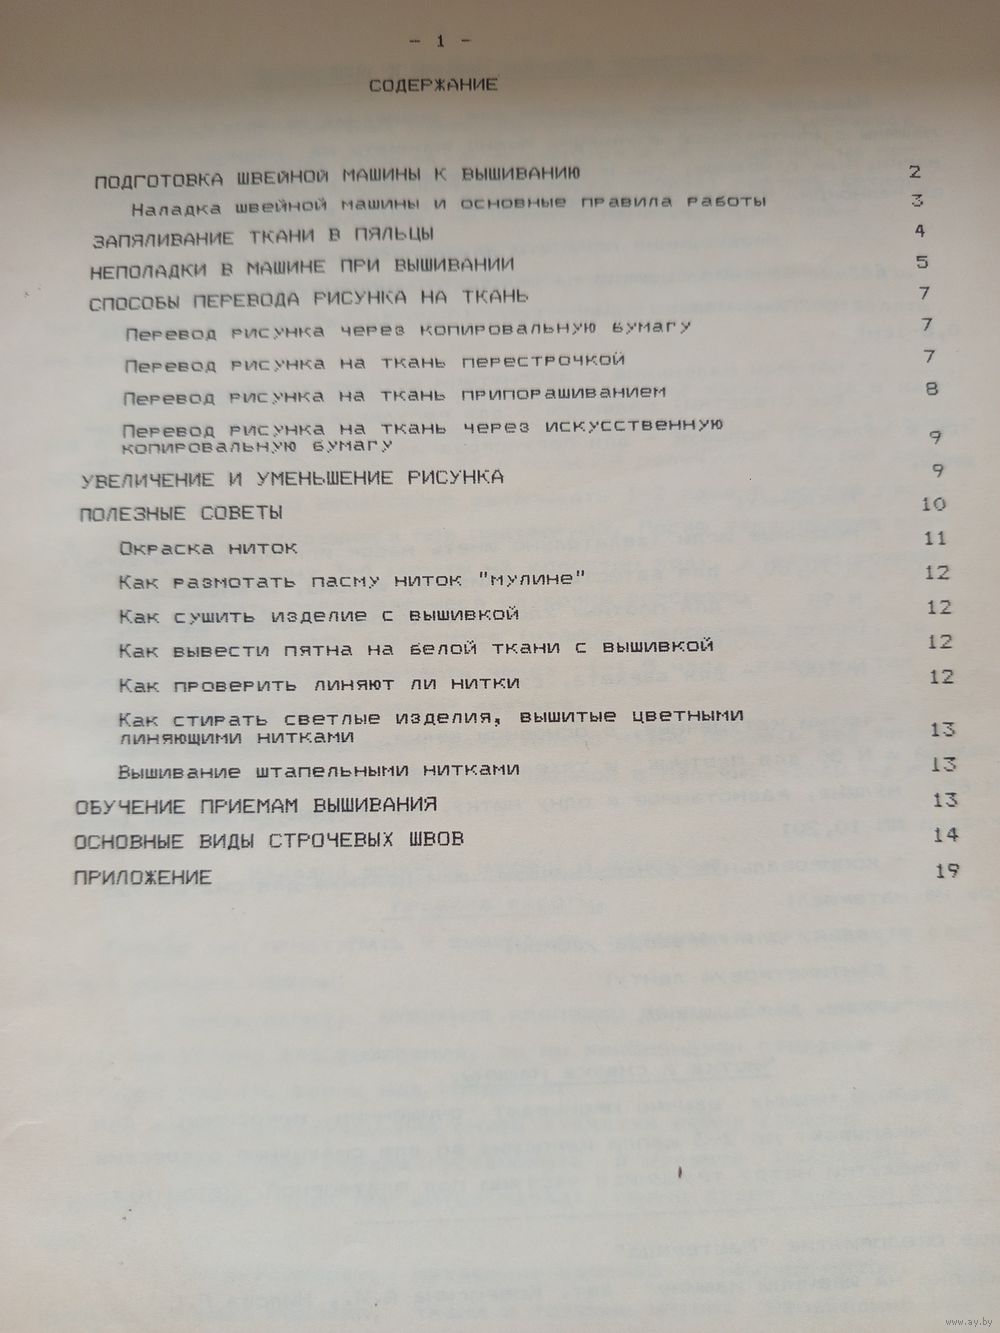 - 1 -
СОДЕРЖАНИЕ
ПОДГОТОВКА ШВЕЙНОЙ МАШИНЫ К ВЫШИВАНИЮ 2
Наладка швейной машины и основные правила работы 3
ЗАПЯЛИВАНИЕ ТКАНИ В ПЯЛЬЦЫ 4
НЕПОЛАДКИ В МАШИНЕ ПРИ ВЫШИВАНИИ 5
СПОСОБЫ ПЕРЕВОДА РИСУНКА НА ТКАНЬ 7
Перевод рисунка через копировальную бумагу 7
Перевод рисунка на ткань перестрочкой 7
Перевод рисунка на ткань припорашиванием 8
Перевод рисунка на ткань через искусственную
копировальную бумагу 9
УВЕЛИЧЕНИЕ И УМЕНЬШЕНИЕ РИСУНКА 9
ПОЛЕЗНЫЕ СОВЕТЫ 10
Окраска ниток 11
Как размотать пасму ниток "мулине" 12
Как сушить изделие с вышивкой 12
Как вывести пятна на белой ткани с вышивкой 12
Как проверить линяют ли нитки 12
Как стирать светлые изделия, вышитые цветными
линяющими нитками 13
Вышивание штапельными нитками 13
ОБУЧЕНИЕ ПРИЕМАМ ВЫШИВАНИЯ 13
ОСНОВНЫЕ ВИДЫ СТРОЧЕВЫХ ШВОВ 14
ПРИЛОЖЕНИЕ 19
www.ay.by